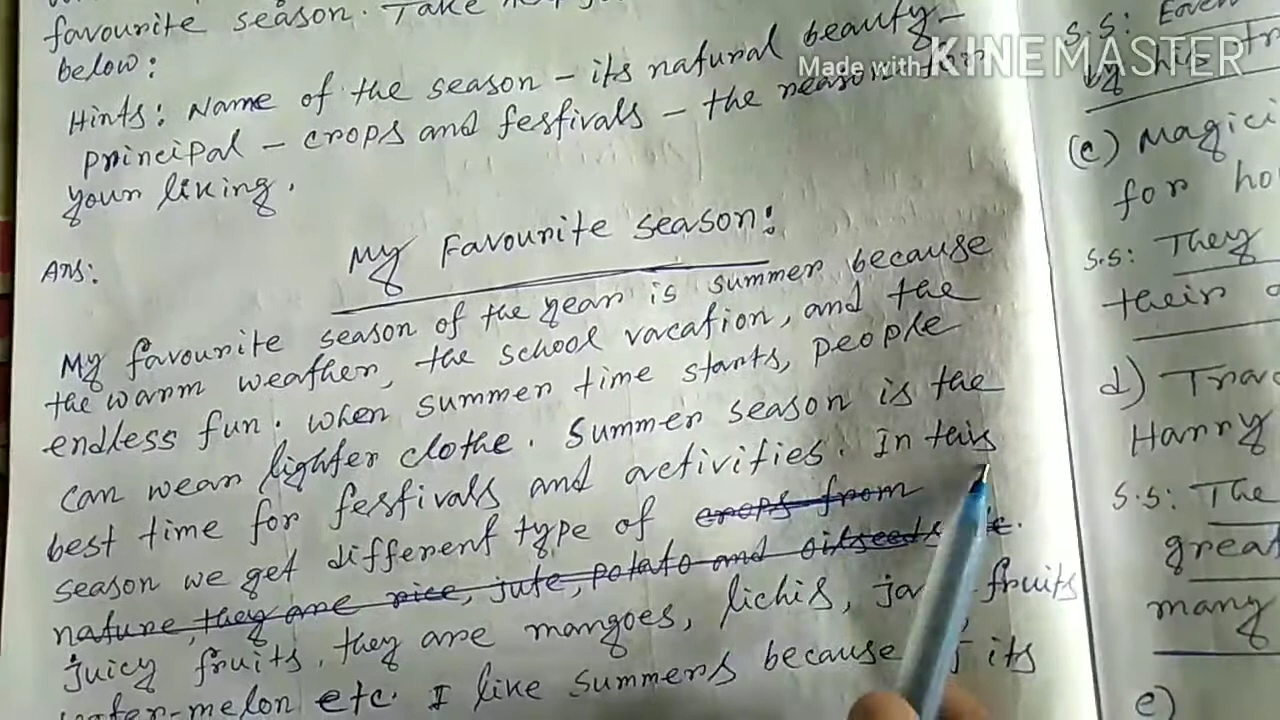 favourite season. Take
below:
Hints: Name of the season - its natural beauty -
principal - crops and festivals - the reason for
your liking.
Ans: My Favourite season:
My favourite season of the year is summer because
the warm weather, the school vacation, and the
endless fun. When summer time starts, people
can wear lighter clothe. Summer season is the
best time for festivals and activities. In this
season we get different type of crops from
nature, they are rice, jute, potato and oilseeds
juicy fruits, they are mangoes, lichis, fruits
water-melon etc. I like summers because its
Made with KINEMASTER
S.S:
by his
(c) Magici
for ho
S.S: They
their
d) Trav
Harry
S.S: The
great
many
e)